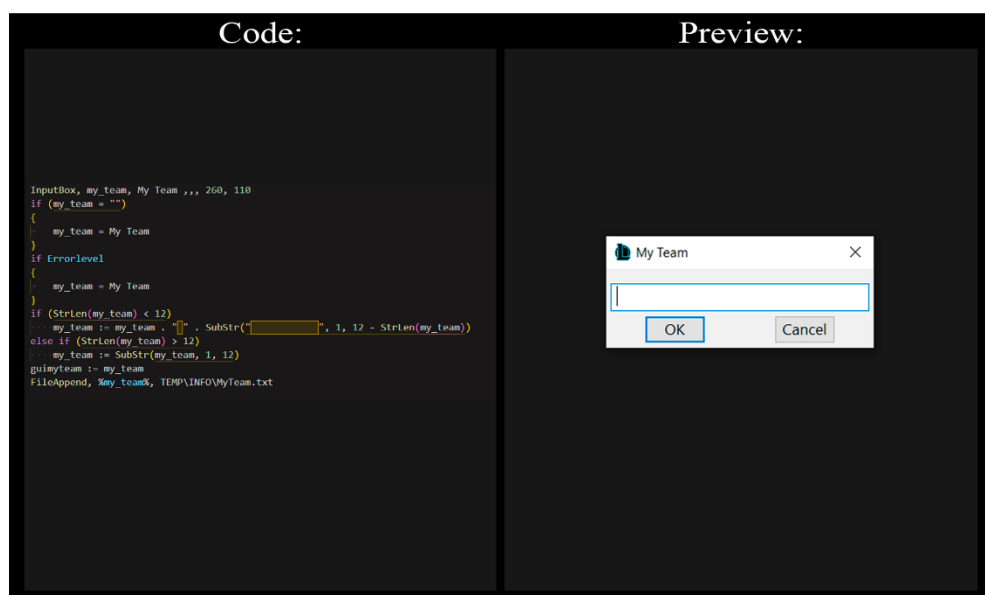 Code:
Preview:
InputBox, my_team, My Team ,,, 260, 110
if (my_team = "")
{
my_team = My Team
}
if Errorlevel
{
my_team = My Team
}
if (StrLen(my_team) < 12)
my_team := my_team . " " . SubStr("           ", 1, 12 - StrLen(my_team))
else if (StrLen(my_team) > 12)
my_team := SubStr(my_team, 1, 12)
guimyteam := my_team
FileAppend, %my_team%, TEMP\INFO\MyTeam.txt
My Team
OK
Cancel